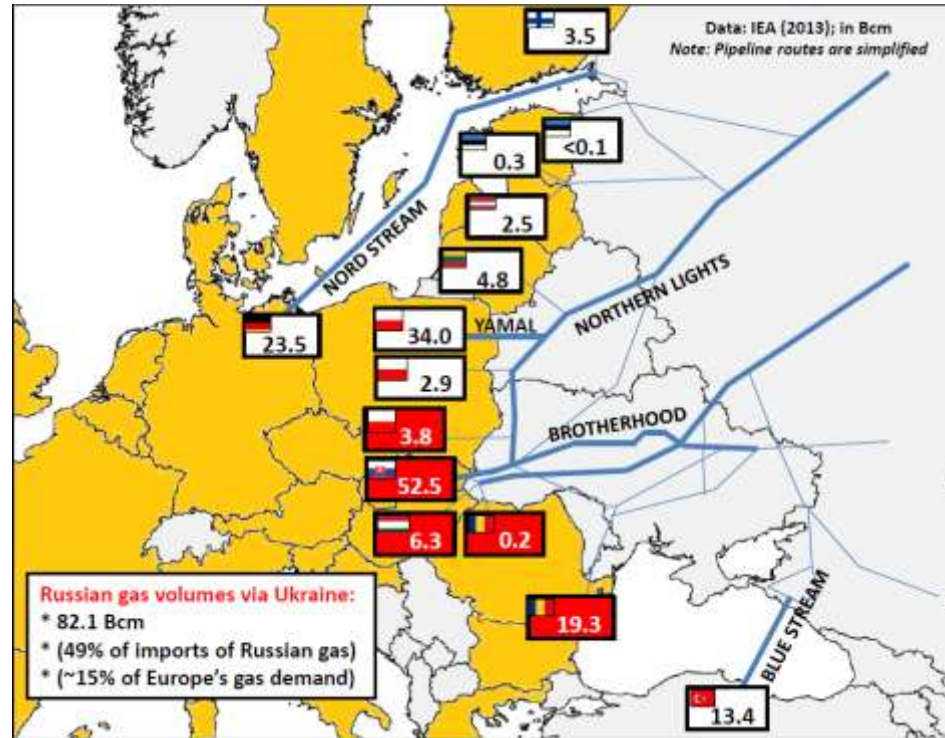 Data: IEA (2013); in Bcm
Note: Pipeline routes are simplified
3.5
0.3
<0.1
2.5
4.8
NORD STREAM
23.5
34.0
YAMAL
NORTHERN LIGHTS
2.9
3.8
BROTHERHOOD
52.5
6.3
0.2
19.3
BLUE STREAM
13.4
Russian gas volumes via Ukraine:
* 82.1 Bcm
* (49% of imports of Russian gas)
* (~15% of Europe's gas demand)